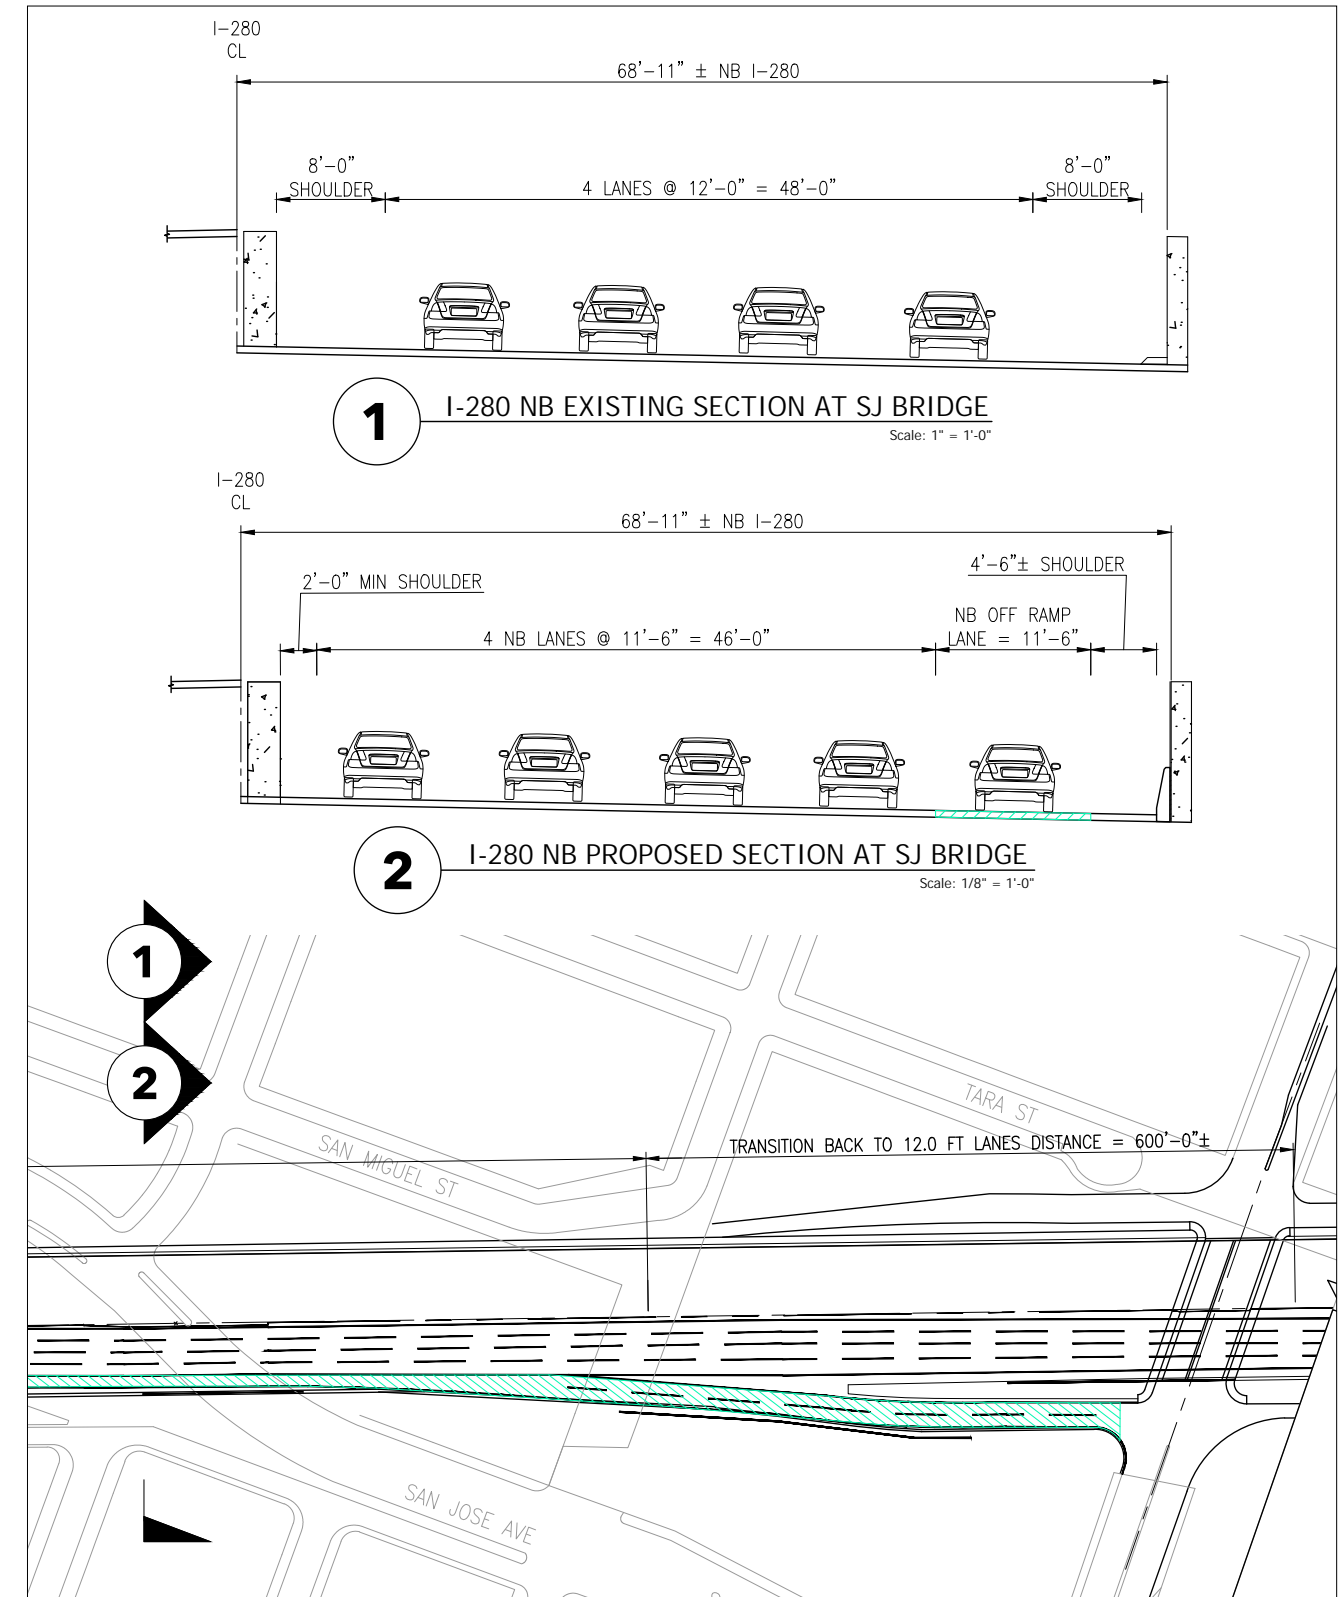 I-280
CL
68'-11" ± NB I-280
8'-0"
SHOULDER
4 LANES @ 12'-0" = 48'-0"
8'-0"
SHOULDER
1
I-280 NB EXISTING SECTION AT SJ BRIDGE
Scale: 1" = 1'-0"
I-280
CL
68'-11" ± NB I-280
2'-0" MIN SHOULDER
4'-6"± SHOULDER
4 NB LANES @ 11'-6" = 46'-0"
NB OFF RAMP
LANE = 11'-6"
2
I-280 NB PROPOSED SECTION AT SJ BRIDGE
Scale: 1/8" = 1'-0"
1
2
TARA ST
SAN MIGUEL ST
TRANSITION BACK TO 12.0 FT LANES DISTANCE = 600'-0"±
SAN JOSE AVE